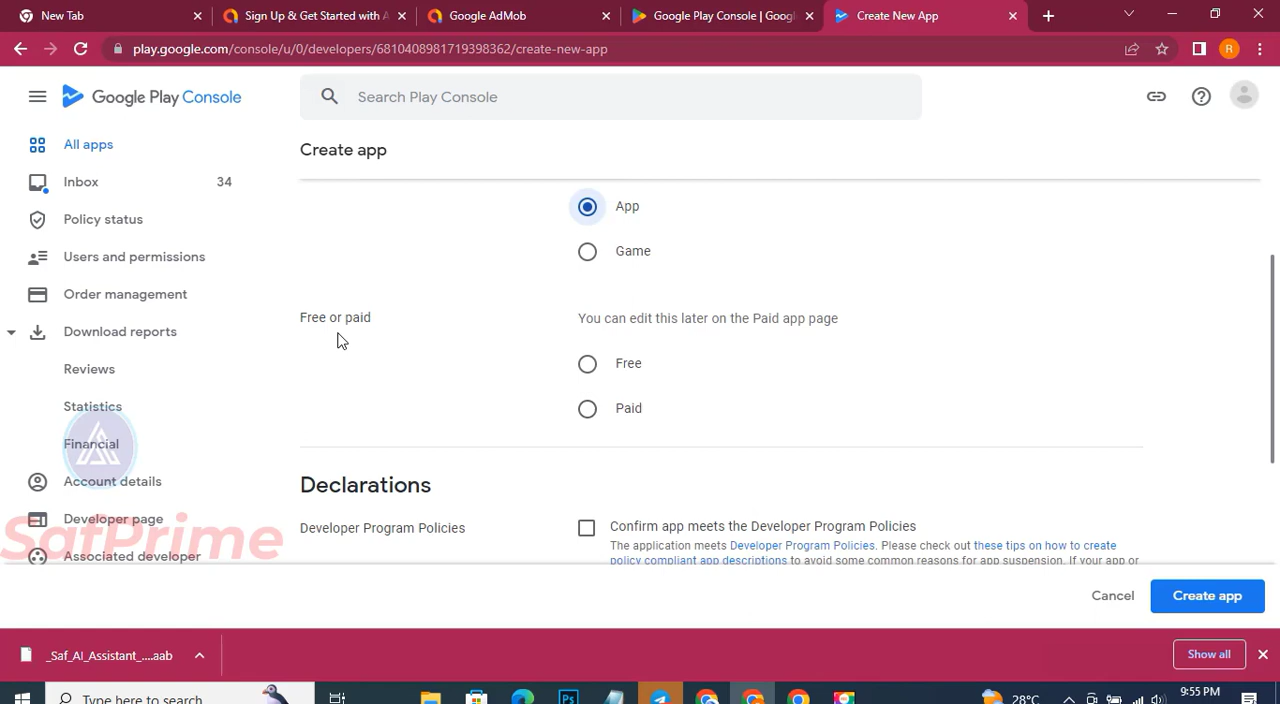 New Tab
Sign Up & Get Started with A
Google AdMob
Google Play Console | Googl
Create New App
play.google.com/console/u/0/developers/6810408981719398362/create-new-app
R
Google Play Console
Search Play Console
All apps
Inbox 34
Policy status
Users and permissions
Order management
Download reports
Reviews
Statistics
Financial
Account details
Developer page
Associated developer
SafPrime
Create app
App
Game
Free or paid
You can edit this later on the Paid app page
Free
Paid
Declarations
Developer Program Policies
Confirm app meets the Developer Program Policies
The application meets Developer Program Policies. Please check out these tips on how to create
policy compliant app descriptions to avoid some common reasons for app suspension. If your app or
Cancel
Create app
_Saf_AI_Assistant_....aab
Show all
Type here to search
Ps
28°C
9:55 PM